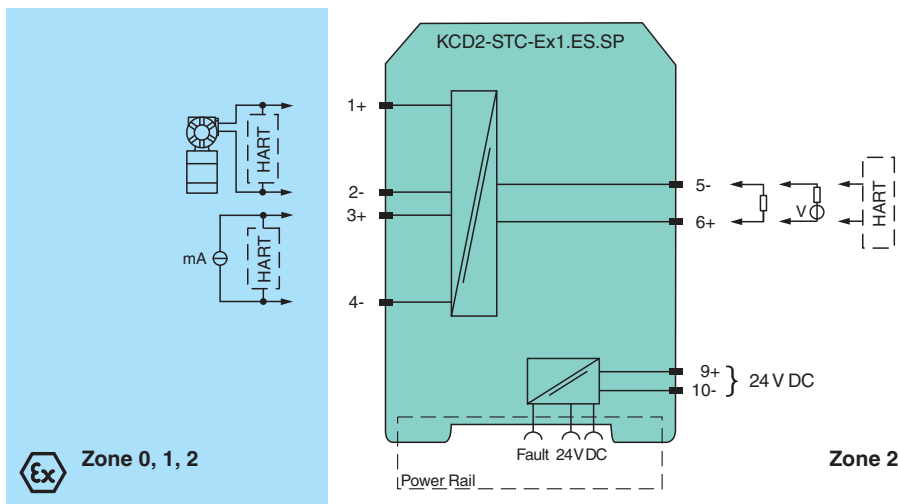 KCD2-STC-Ex1.ES.SP
HART
1+
2-
3+
mA
HART
4-
5-
6+
V
HART
9+
10-
} 24 V DC
Fault 24 V DC
Power Rail
Ex
Zone 0, 1, 2
Zone 2